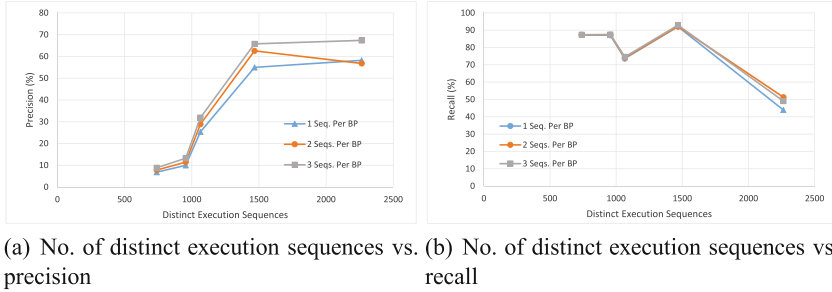 80
70
60
50
40
30
20
10
0
Precision (%)
1 Seq. Per BP
2 Seqs. Per BP
3 Seqs. Per BP
0 500 1000 1500 2000 2500
Distinct Execution Sequences
100
90
80
70
60
50
40
30
20
10
0
Recall (%)
1 Seq. Per BP
2 Seqs. Per BP
3 Seqs. Per BP
0 500 1000 1500 2000 2500
Distinct Execution Sequences
(a) No. of distinct execution sequences vs.
precision
(b) No. of distinct execution sequences vs
recall